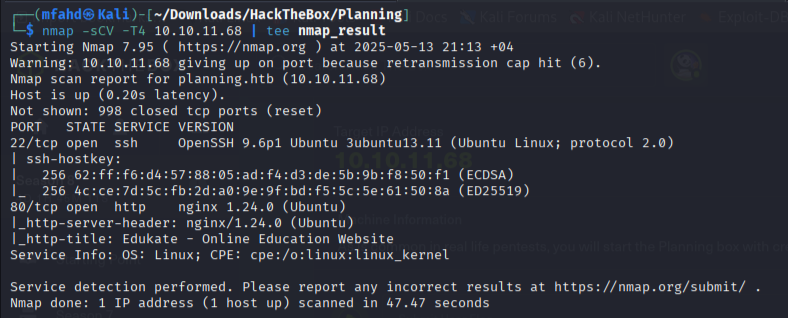 ┌──(mfahd㉿Kali)-[~/Downloads/HackTheBox/Planning]
└─$ nmap -sCV -T4 10.10.11.68 | tee nmap_result
Starting Nmap 7.95 ( https://nmap.org ) at 2025-05-13 21:13 +04
Warning: 10.10.11.68 giving up on port because retransmission cap hit (6).
Nmap scan report for planning.htb (10.10.11.68)
Host is up (0.20s latency).
Not shown: 998 closed tcp ports (reset)
PORT   STATE SERVICE VERSION
22/tcp open  ssh     OpenSSH 9.6p1 Ubuntu 3ubuntu13.11 (Ubuntu Linux; protocol 2.0)
| ssh-hostkey:
|   256 62:ff:f6:d4:57:88:05:ad:f4:d3:de:5b:9b:f8:50:f1 (ECDSA)
|_  256 4c:ce:7d:5c:fb:2d:a0:9e:9f:bd:f5:5c:5e:61:50:8a (ED25519)
80/tcp open  http    nginx 1.24.0 (Ubuntu)
|_http-server-header: nginx/1.24.0 (Ubuntu)
|_http-title: Edukate - Online Education Website
Service Info: OS: Linux; CPE: cpe:/o:linux:linux_kernel
Service detection performed. Please report any incorrect results at https://nmap.org/submit/ .
Nmap done: 1 IP address (1 host up) scanned in 47.47 seconds